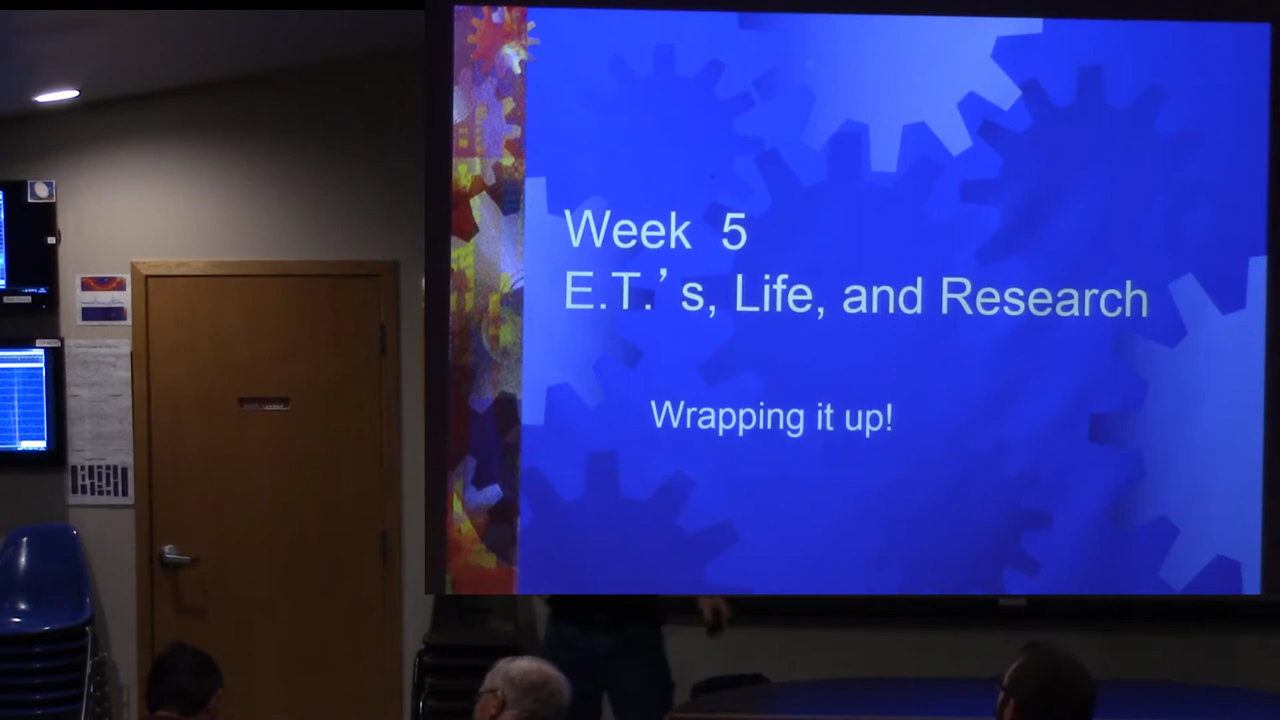 Week 5
E.T.’s, Life, and Research
Wrapping it up!